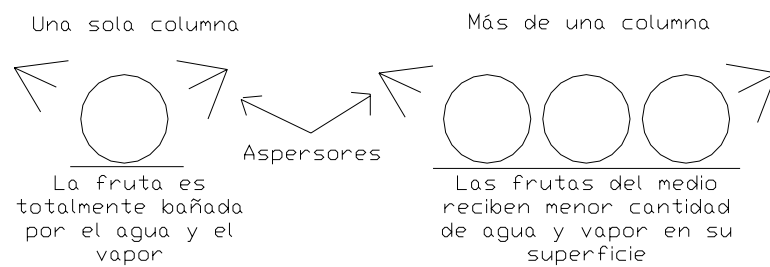 Una sola columna
Más de una columna
Aspersores
La fruta es
totalmente bañada
por el agua y el
vapor
Las frutas del medio
reciben menor cantidad
de agua y vapor en su
superficie